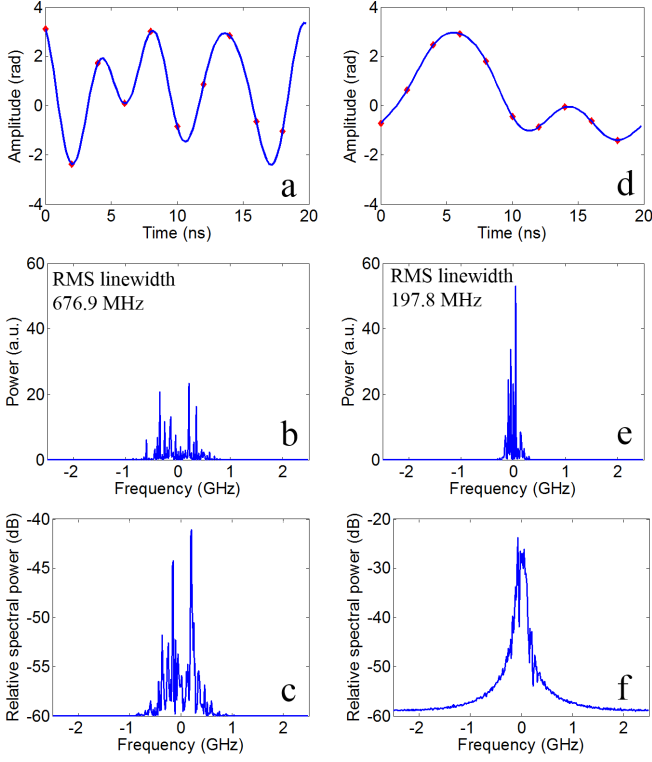 4
2
0
-2
-4
Amplitude (rad)
0
5
10
15
20
Time (ns)
a
4
2
0
-2
-4
Amplitude (rad)
0
5
10
15
20
Time (ns)
d
60
40
20
0
Power (a.u.)
RMS linewidth
676.9 MHz
-2
-1
0
1
2
Frequency (GHz)
b
60
40
20
0
Power (a.u.)
RMS linewidth
197.8 MHz
-2
-1
0
1
2
Frequency (GHz)
e
-40
-45
-50
-55
-60
Relative spectral power (dB)
-2
-1
0
1
2
Frequency (GHz)
c
-20
-30
-40
-50
-60
Relative spectral power (dB)
-2
-1
0
1
2
Frequency (GHz)
f